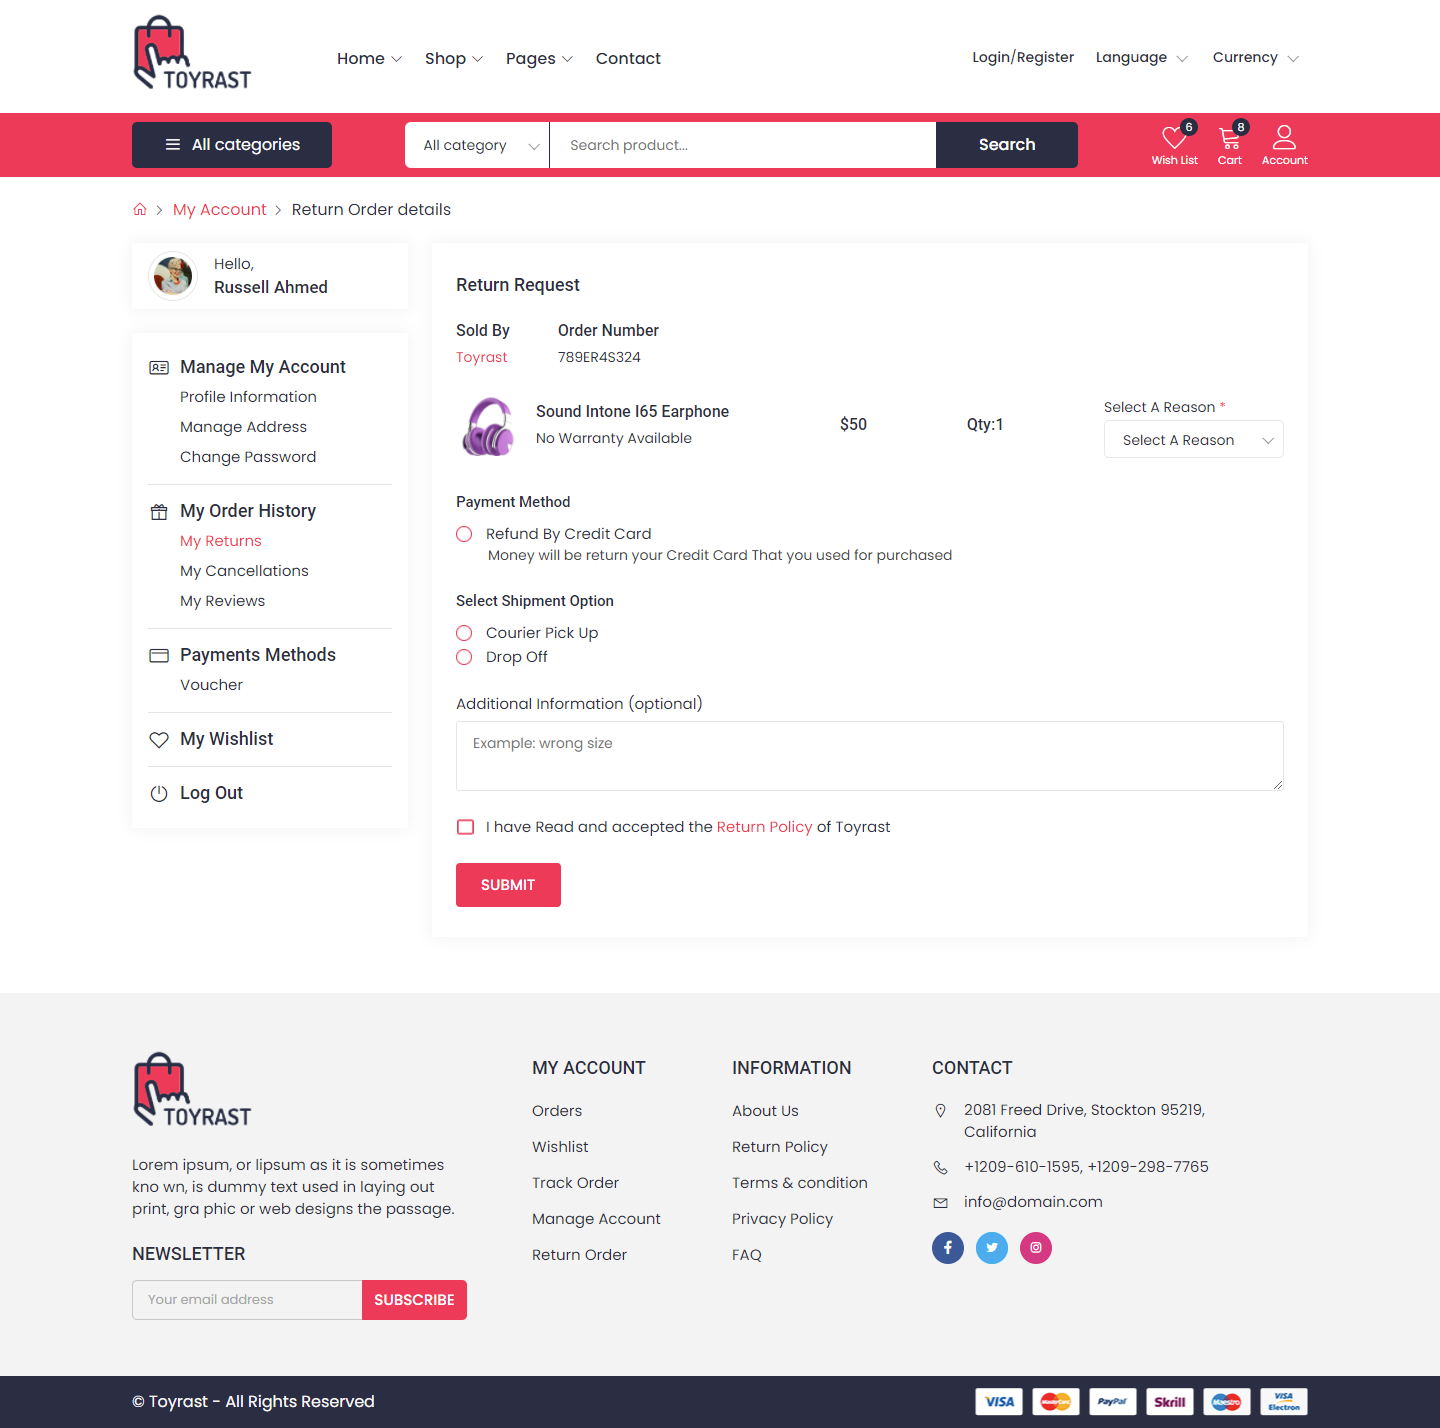 TOYRAST
Home
Shop
Pages
Contact
Login/Register
Language
Currency
All categories
All category
Search product...
Search
6
Wish List
8
Cart
Account
My Account
Return Order details
Hello,
Russell Ahmed
Manage My Account
Profile Information
Manage Address
Change Password
My Order History
My Returns
My Cancellations
My Reviews
Payments Methods
Voucher
My Wishlist
Log Out
Return Request
Sold By
Order Number
Toyrast
789ER4S324
Sound Intone I65 Earphone
No Warranty Available
$50
Qty:1
Select A Reason *
Select A Reason
Payment Method
Refund By Credit Card
Money will be return your Credit Card That you used for purchased
Select Shipment Option
Courier Pick Up
Drop Off
Additional Information (optional)
Example: wrong size
I have Read and accepted the Return Policy of Toyrast
SUBMIT
TOYRAST
Lorem ipsum, or lipsum as it is sometimes
kno wn, is dummy text used in laying out
print, gra phic or web designs the passage.
NEWSLETTER
Your email address
SUBSCRIBE
MY ACCOUNT
Orders
Wishlist
Track Order
Manage Account
Return Order
INFORMATION
About Us
Return Policy
Terms & condition
Privacy Policy
FAQ
CONTACT
2081 Freed Drive, Stockton 95219,
California
+1209-610-1595, +1209-298-7765
info@domain.com
© Toyrast - All Rights Reserved
VISA
MasterCard
PayPal
Skrill
Maestro
VISA
Electron